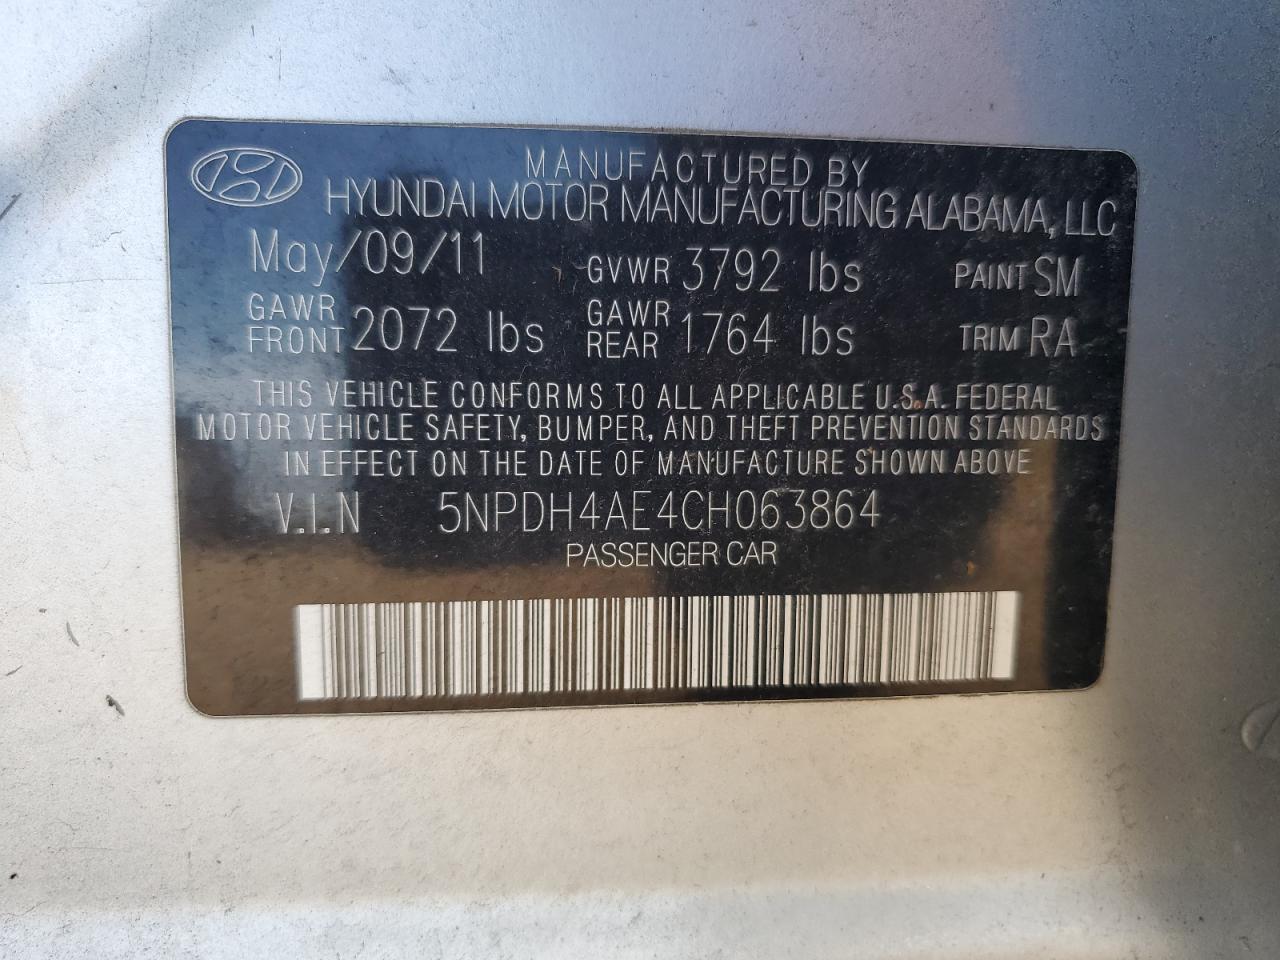 MANUFACTURED BY
HYUNDAI MOTOR MANUFACTURING ALABAMA, LLC
May/09/11 GVWR 3792 lbs PAINT SM
GAWR FRONT 2072 lbs GAWR REAR 1764 lbs TRIM RA
THIS VEHICLE CONFORMS TO ALL APPLICABLE U.S.A. FEDERAL
MOTOR VEHICLE SAFETY, BUMPER, AND THEFT PREVENTION STANDARDS
IN EFFECT ON THE DATE OF MANUFACTURE SHOWN ABOVE
V.I.N 5NPDH4AE4CH063864
PASSENGER CAR